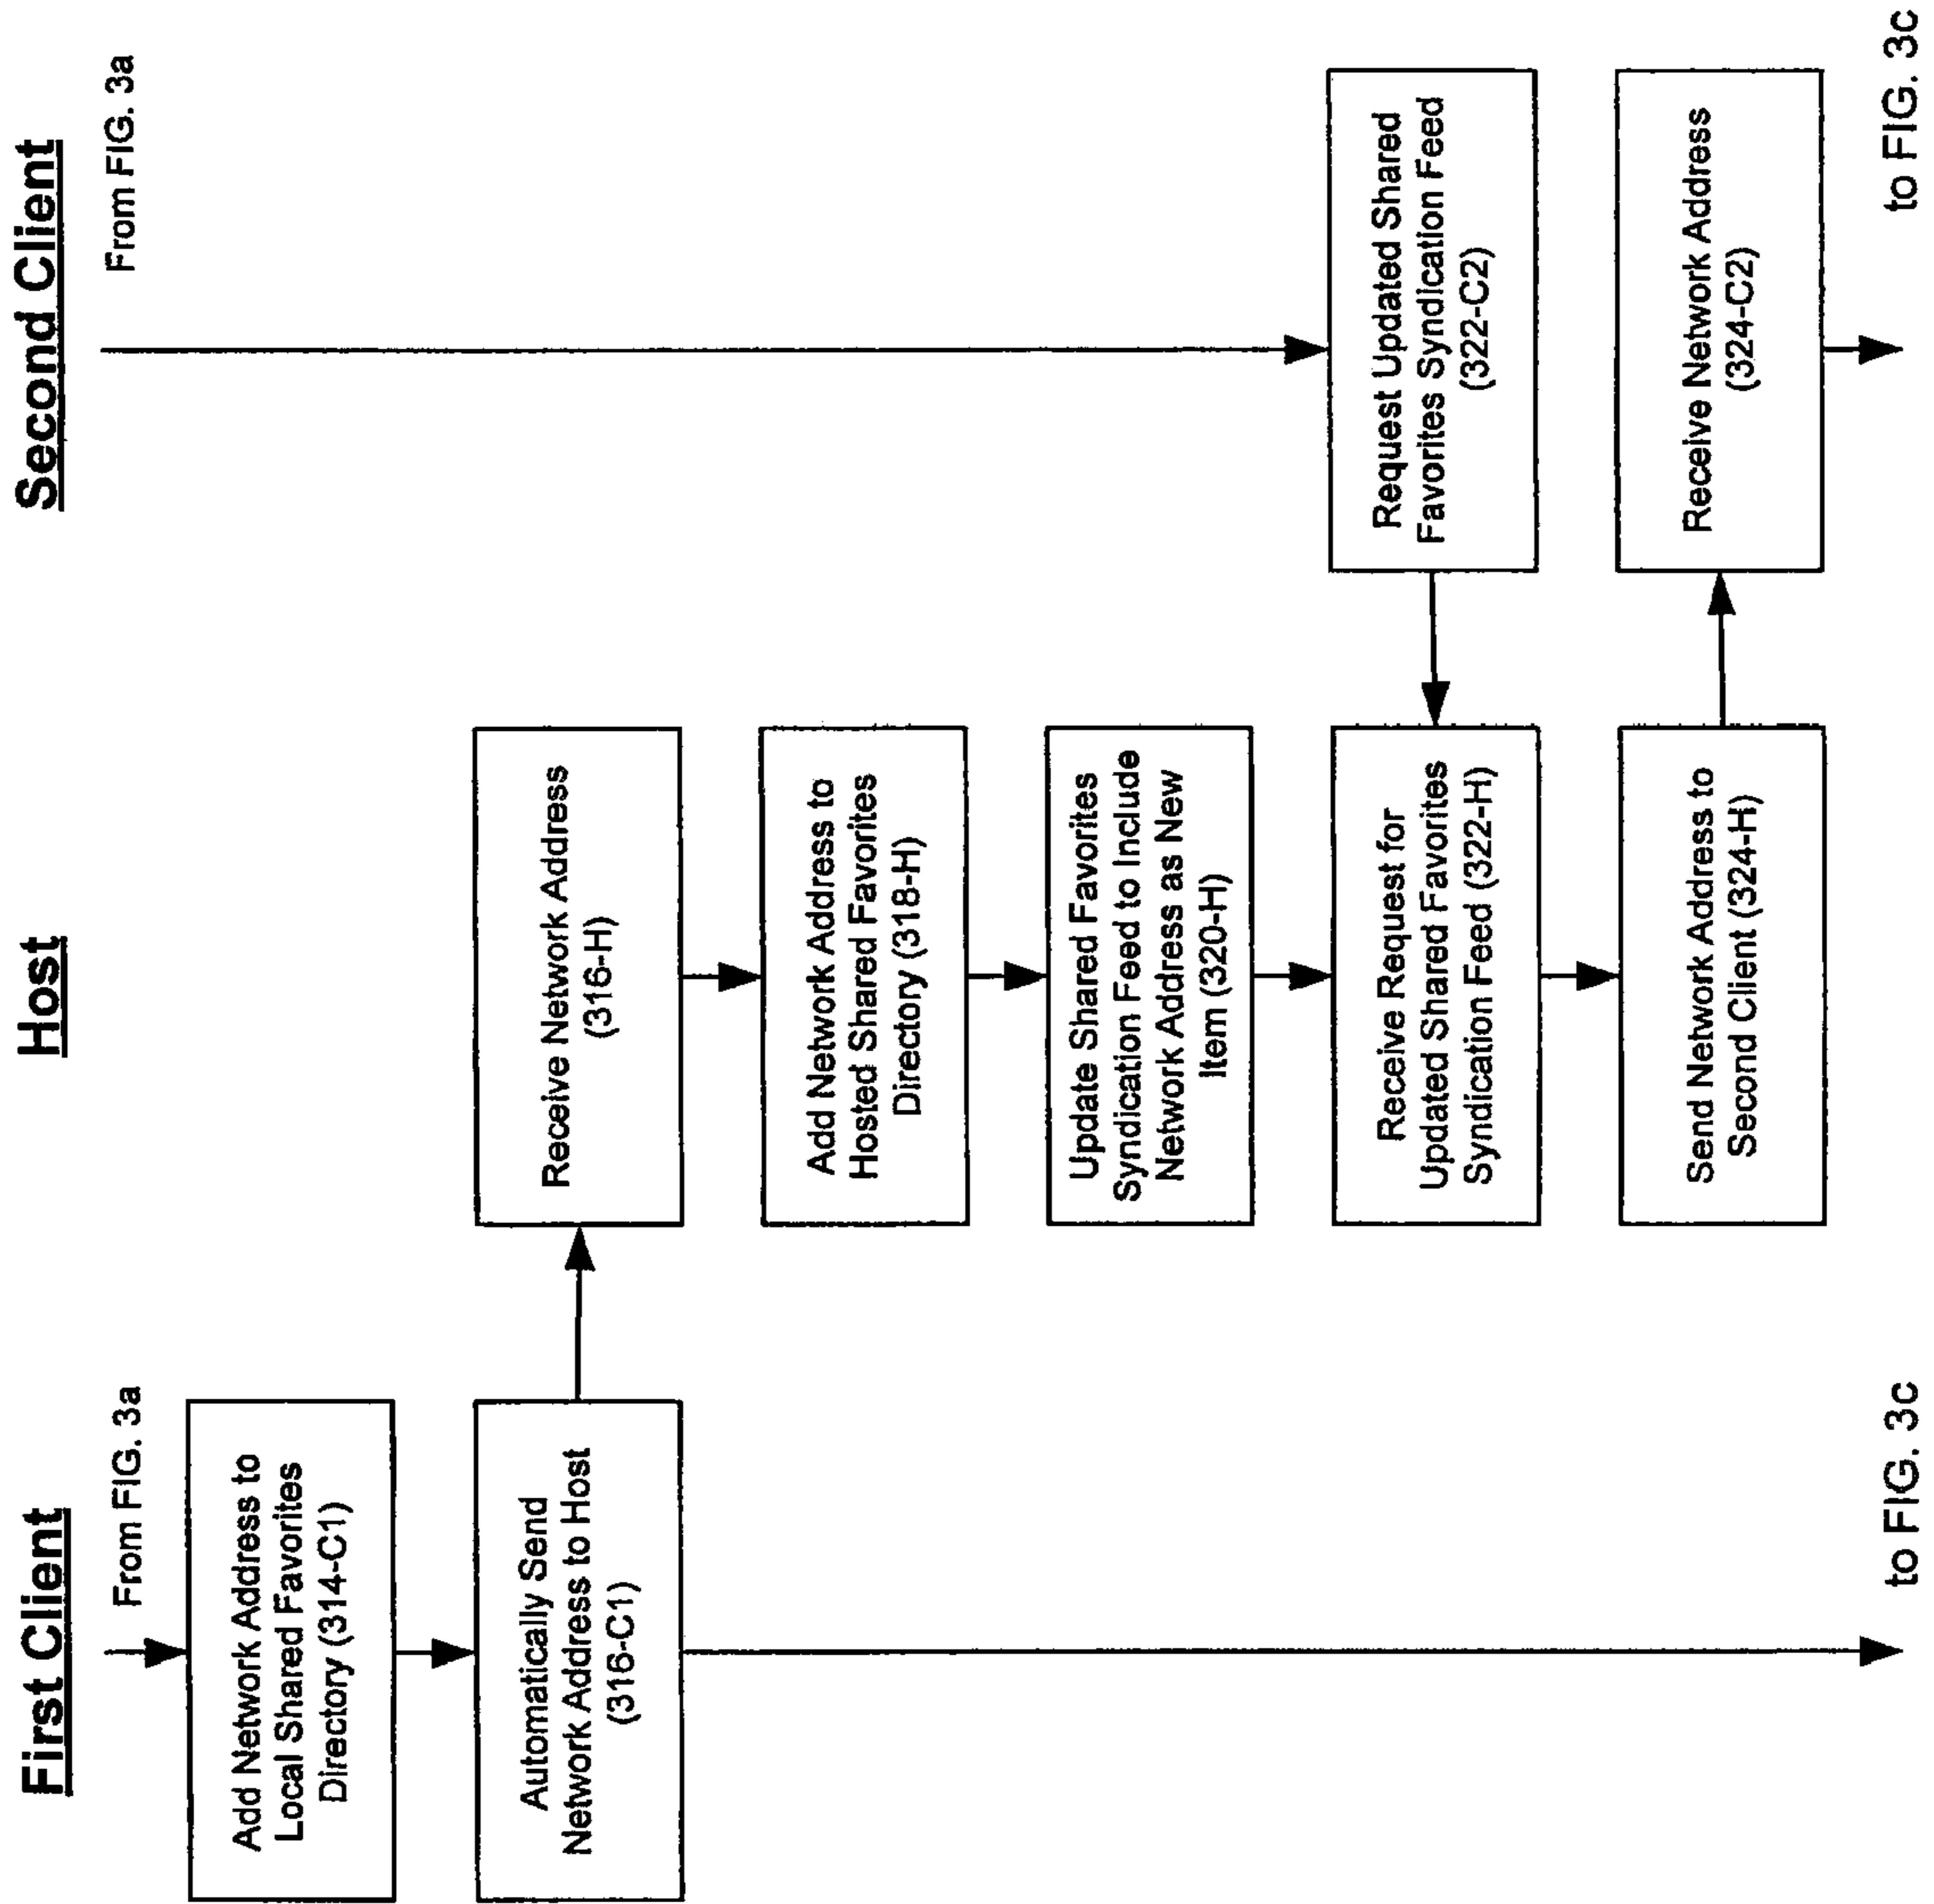 First Client
From FIG. 3a
Add Network Address to
Local Shared Favorites
Directory (314-C1)
Automatically Send
Network Address to Host
(316-C1)
to FIG. 3c
Host
Receive Network Address
(316-H)
Add Network Address to
Hosted Shared Favorites
Directory (318-H)
Update Shared Favorites
Syndication Feed to Include
Network Address as New
Item (320-H)
Receive Request for
Updated Shared Favorites
Syndication Feed (322-H)
Send Network Address to
Second Client (324-H)
Second Client
From FIG. 3a
Request Updated Shared
Favorites Syndication Feed
(322-C2)
Receive Network Address
(324-C2)
to FIG. 3c